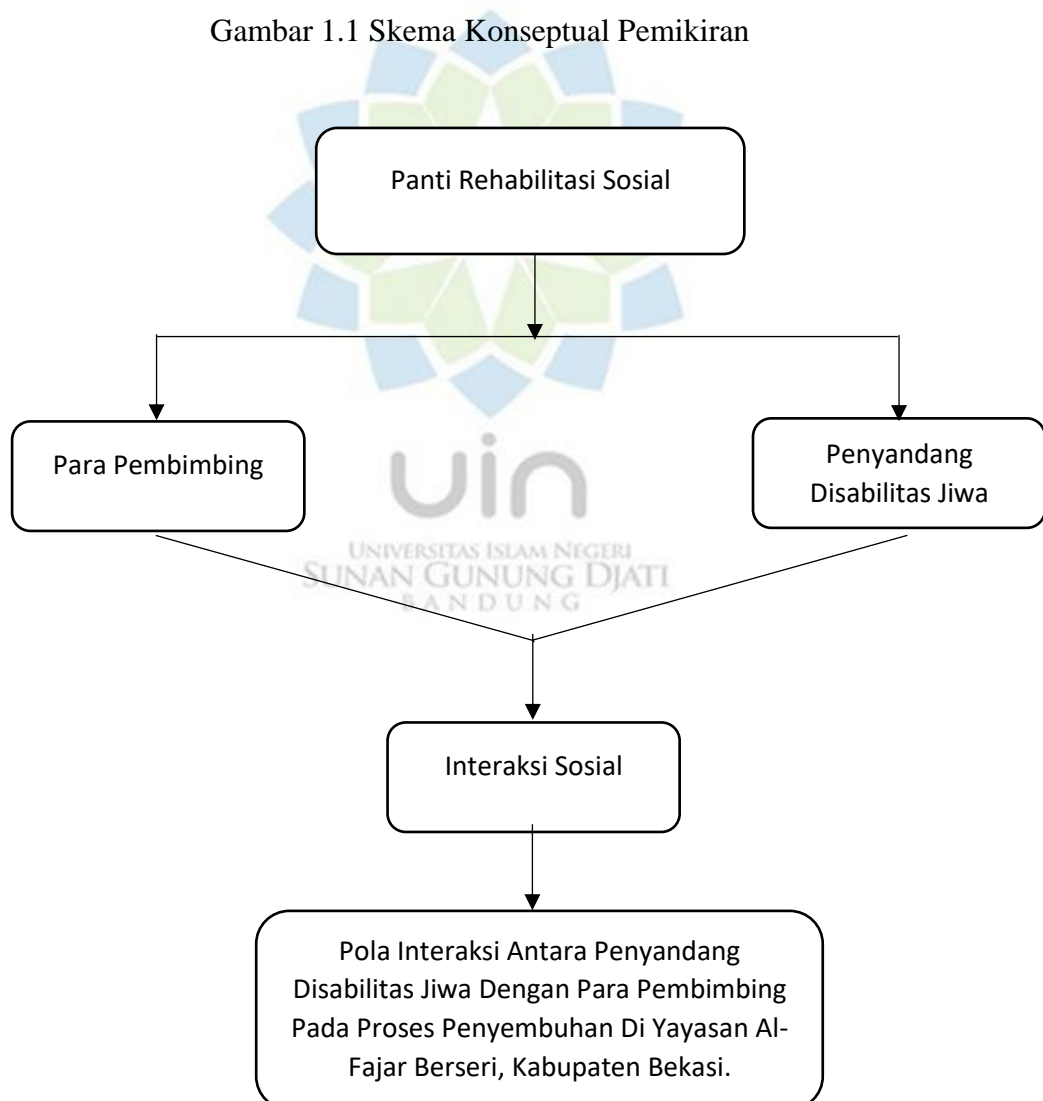 Gambar 1.1 Skema Konseptual Pemikiran
Panti Rehabilitasi Sosial
Para Pembimbing
Penyandang
Disabilitas Jiwa
uin
UNIVERSITAS ISLAM NEGERI
SUNAN GUNUNG DJATI
BANDUNG
Interaksi Sosial
Pola Interaksi Antara Penyandang
Disabilitas Jiwa Dengan Para Pembimbing
Pada Proses Penyembuhan Di Yayasan Al-
Fajar Berseri, Kabupaten Bekasi.